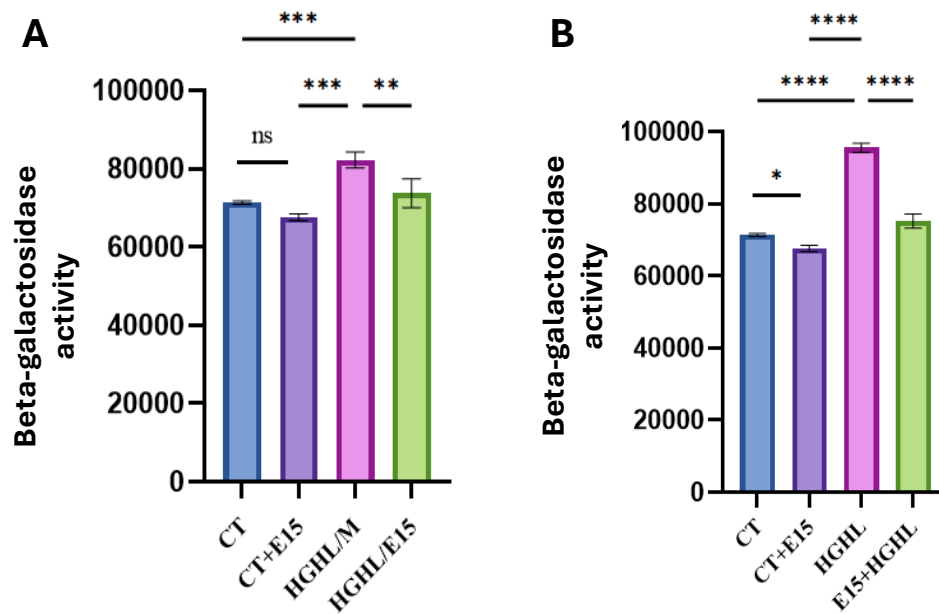 A
***
***
**
ns
100000
80000
60000
40000
20000
0
Beta-galactosidase
activity
CT
CT+E15
HGHL/M
HGHL/E15
B
****
****
****
*
100000
80000
60000
40000
20000
0
Beta-galactosidase
activity
CT
CT+E15
HGHL
E15+HGHL